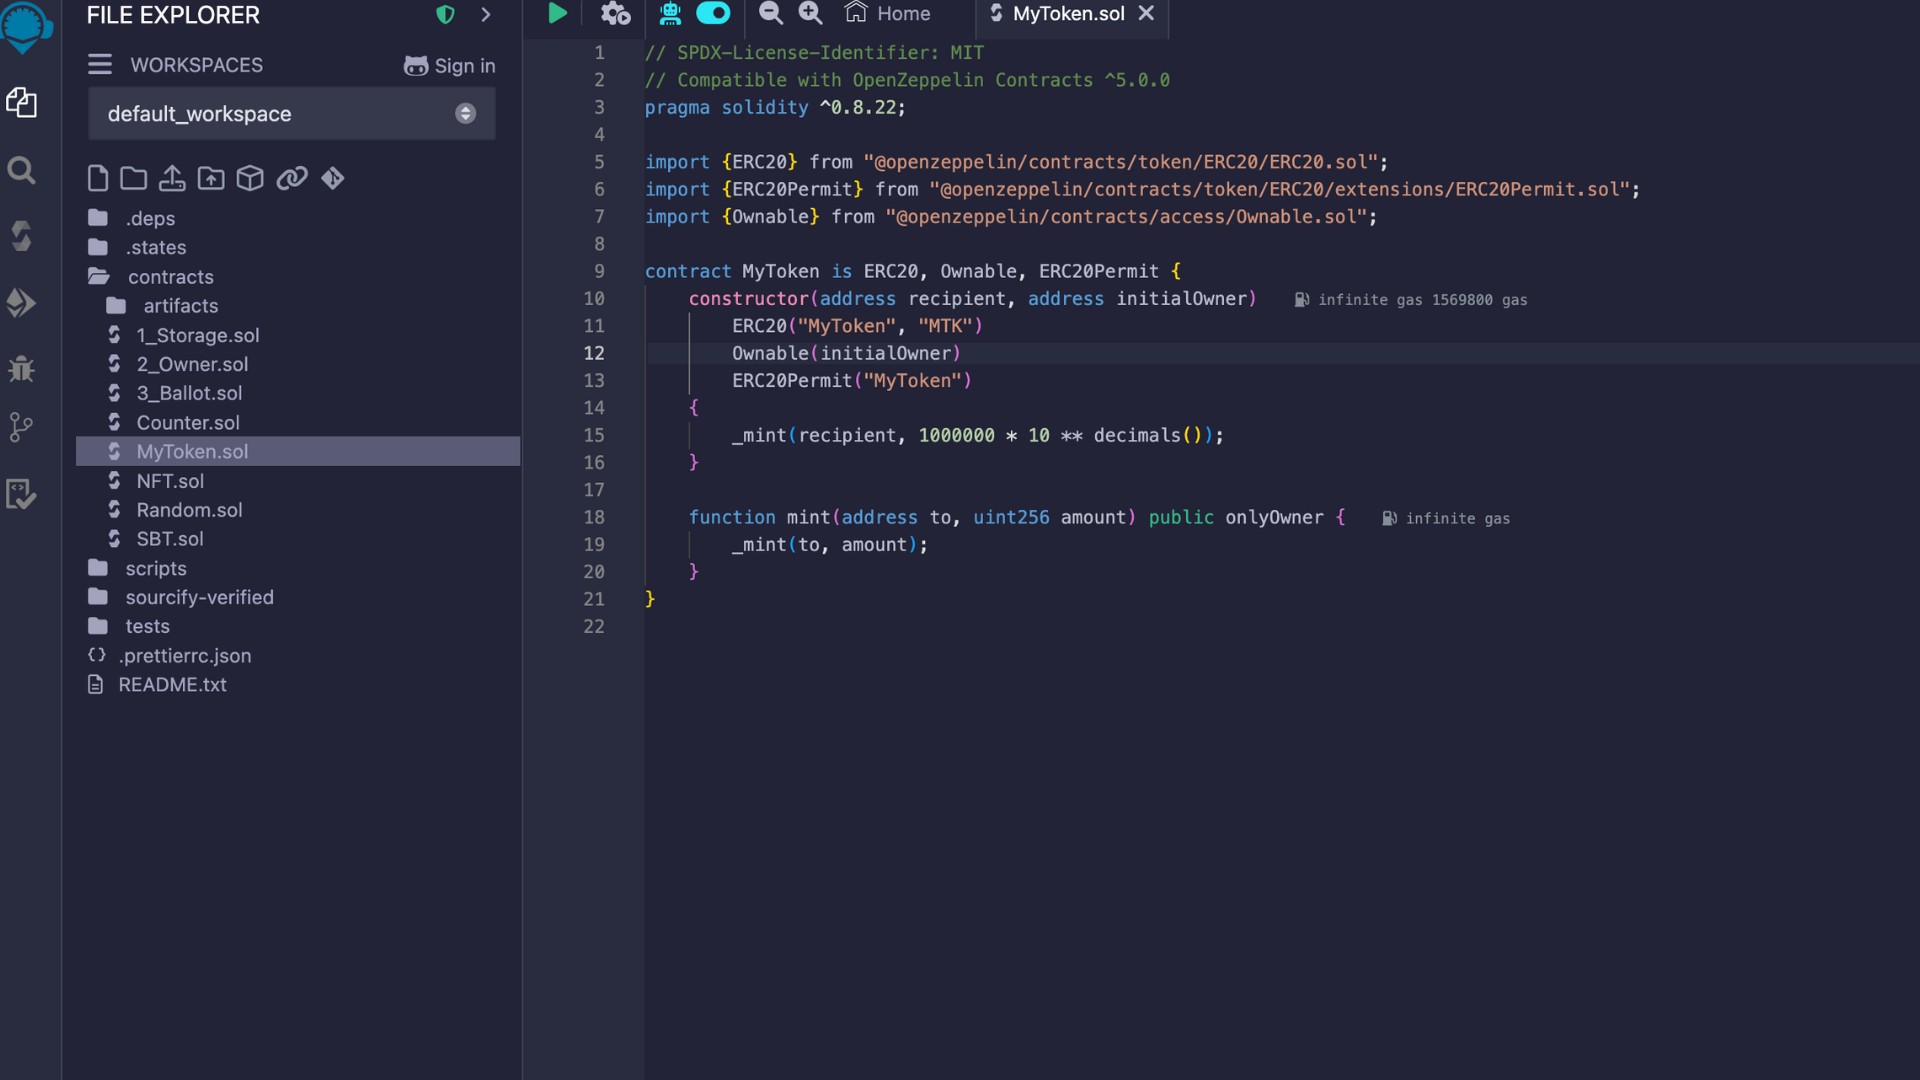 FILE EXPLORER
WORKSPACES
Sign in
default_workspace
.deps
.states
contracts
artifacts
1_Storage.sol
2_Owner.sol
3_Ballot.sol
Counter.sol
MyToken.sol
NFT.sol
Random.sol
SBT.sol
scripts
sourcify-verified
tests
.prettierrc.json
README.txt
Home
MyToken.sol
1 // SPDX-License-Identifier: MIT
2 // Compatible with OpenZeppelin Contracts ^5.0.0
3 pragma solidity ^0.8.22;
4
5 import {ERC20} from "@openzeppelin/contracts/token/ERC20/ERC20.sol";
6 import {ERC20Permit} from "@openzeppelin/contracts/token/ERC20/extensions/ERC20Permit.sol";
7 import {Ownable} from "@openzeppelin/contracts/access/Ownable.sol";
8
9 contract MyToken is ERC20, Ownable, ERC20Permit {
10 constructor(address recipient, address initialOwner) infinite gas 1569800 gas
11 ERC20("MyToken", "MTK")
12 Ownable(initialOwner)
13 ERC20Permit("MyToken")
14 {
15 _mint(recipient, 1000000 * 10 ** decimals());
16 }
17
18 function mint(address to, uint256 amount) public onlyOwner { infinite gas
19 _mint(to, amount);
20 }
21 }
22